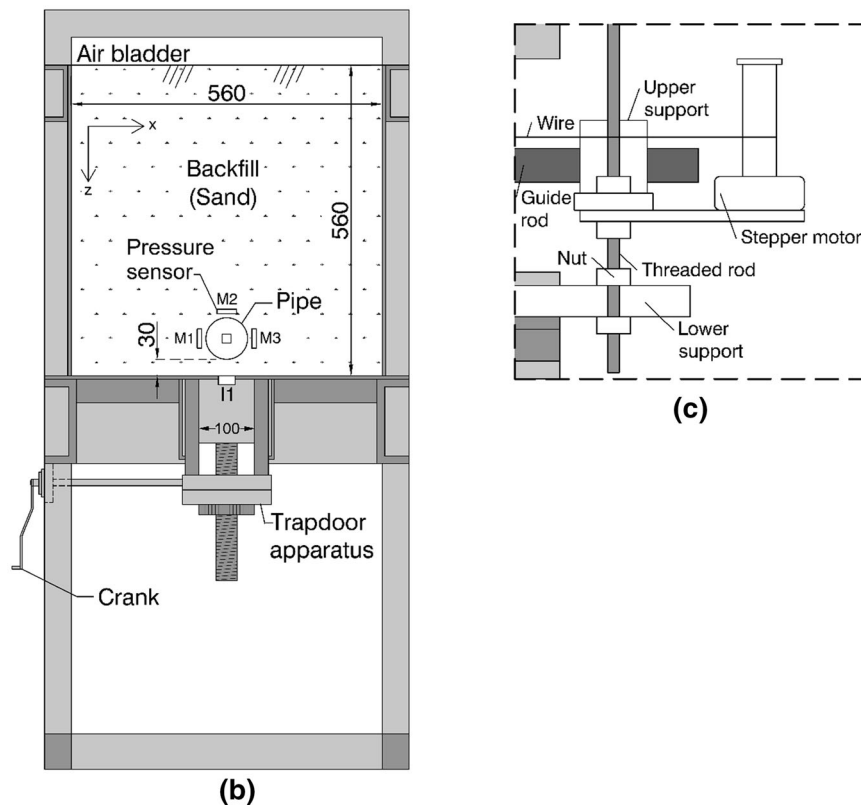 Air bladder
560
x
z
Backfill
(Sand)
560
Pressure
sensor
M2
Pipe
30
M1
M3
I1
100
Trapdoor
apparatus
Crank
(b)
Upper
support
Wire
Guide
rod
Stepper motor
Nut
Threaded rod
Lower
support
(c)